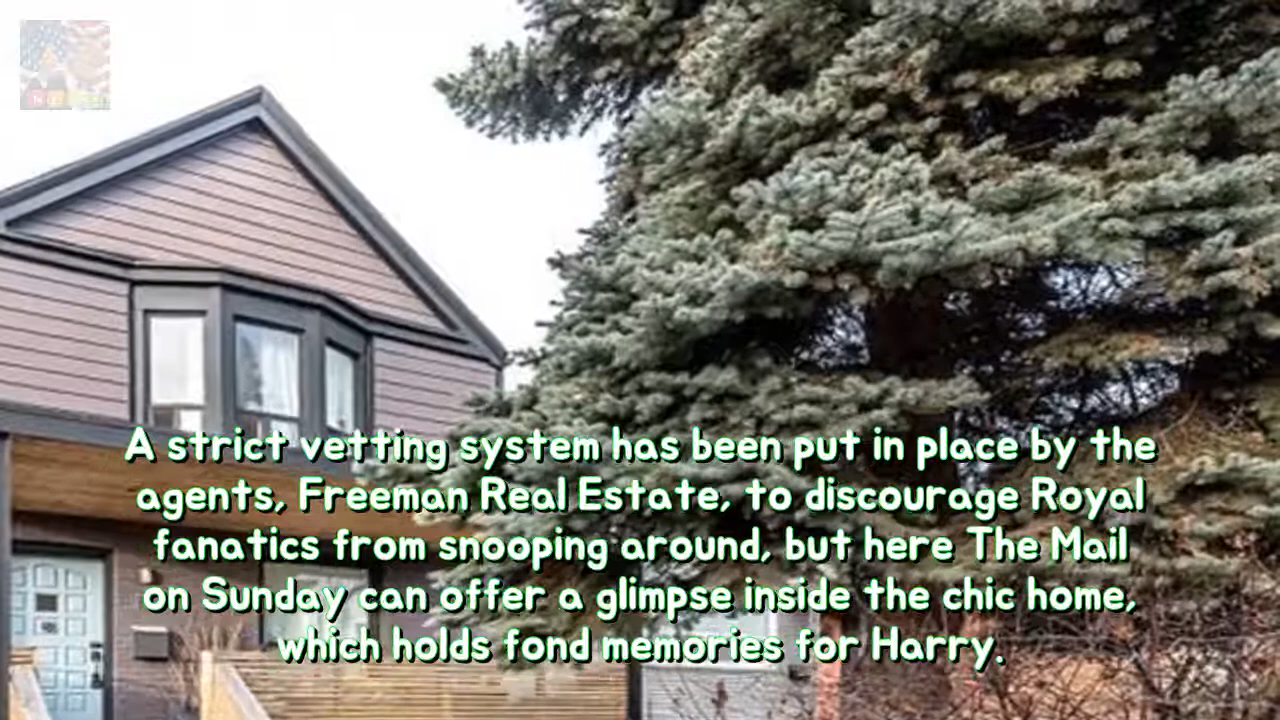 A strict vetting system has been put in place by the
agents, Freeman Real Estate, to discourage Royal
fanatics from snooping around, but here The Mail
on Sunday can offer a glimpse inside the chic home,
which holds fond memories for Harry.